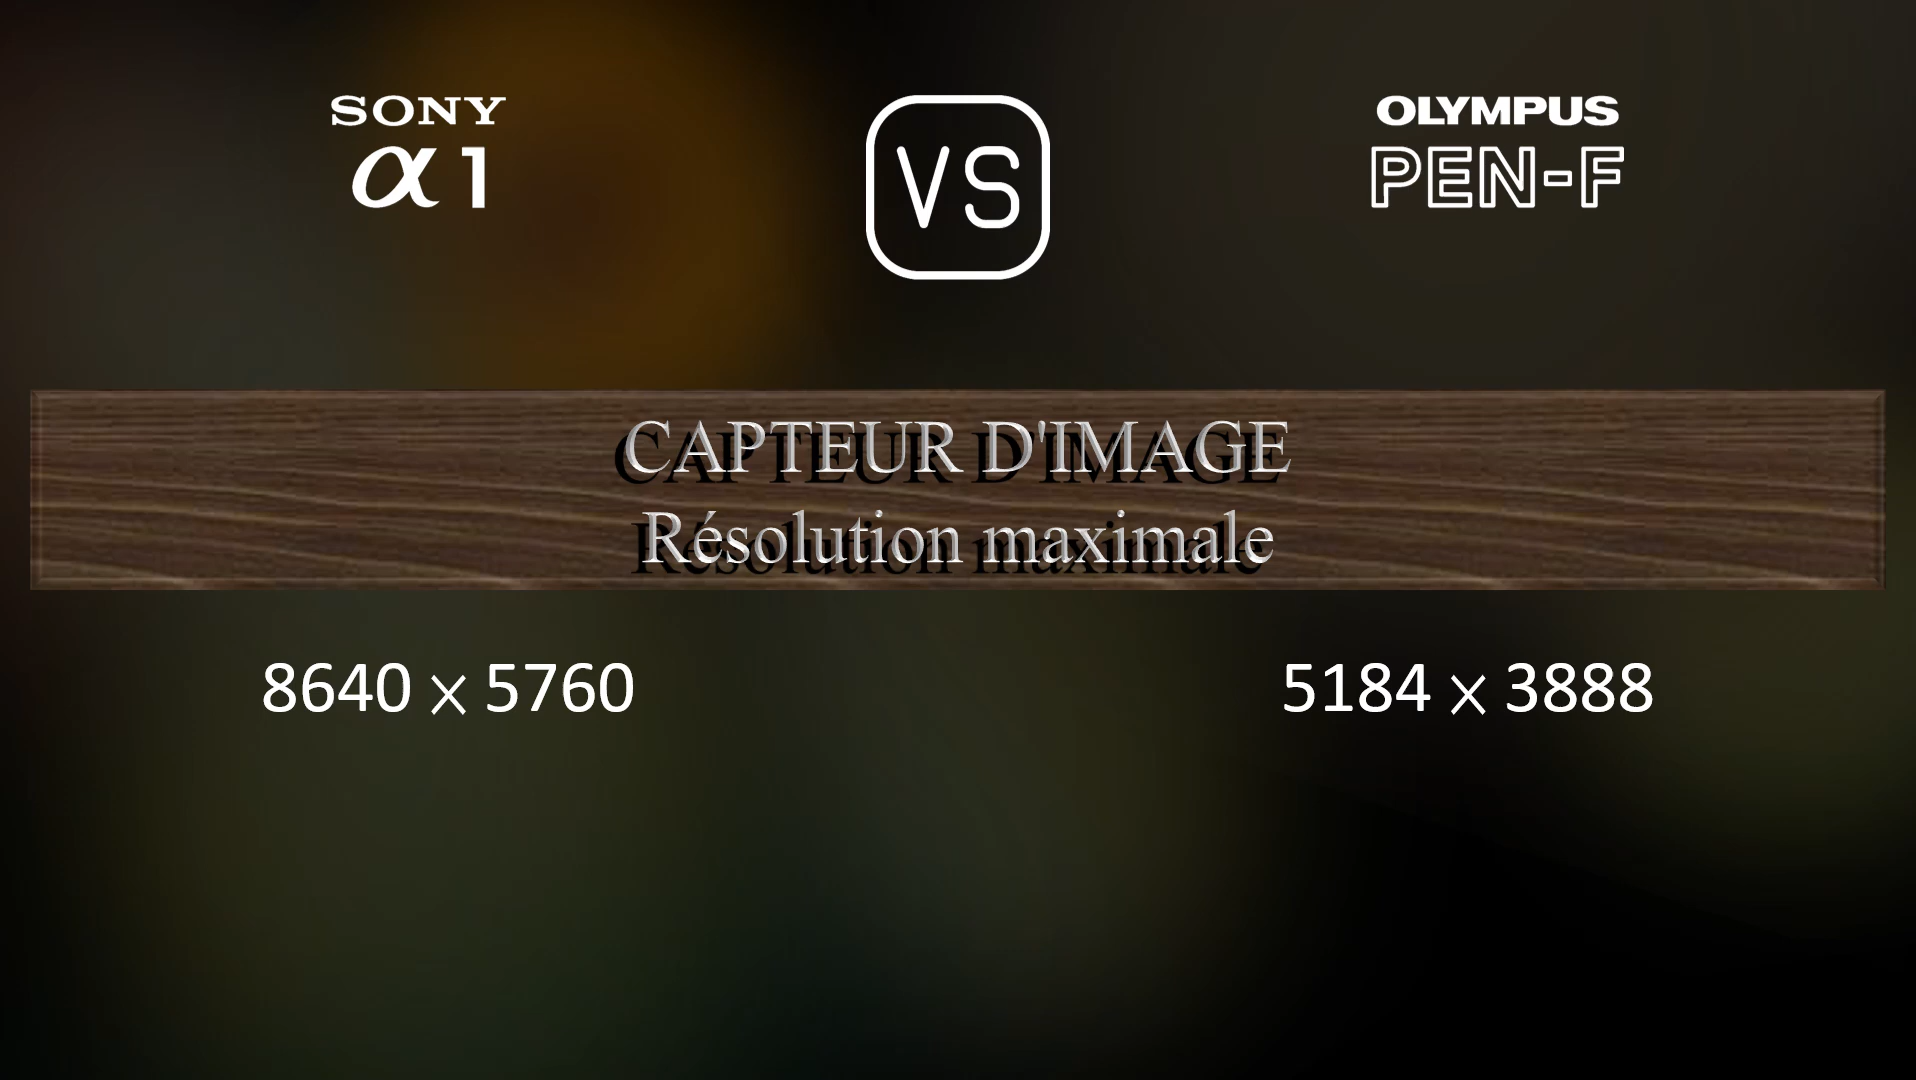 SONY
α1
VS
OLYMPUS
PEN-F
CAPTEUR D'IMAGE
Résolution maximale
8640 x 5760
5184 x 3888